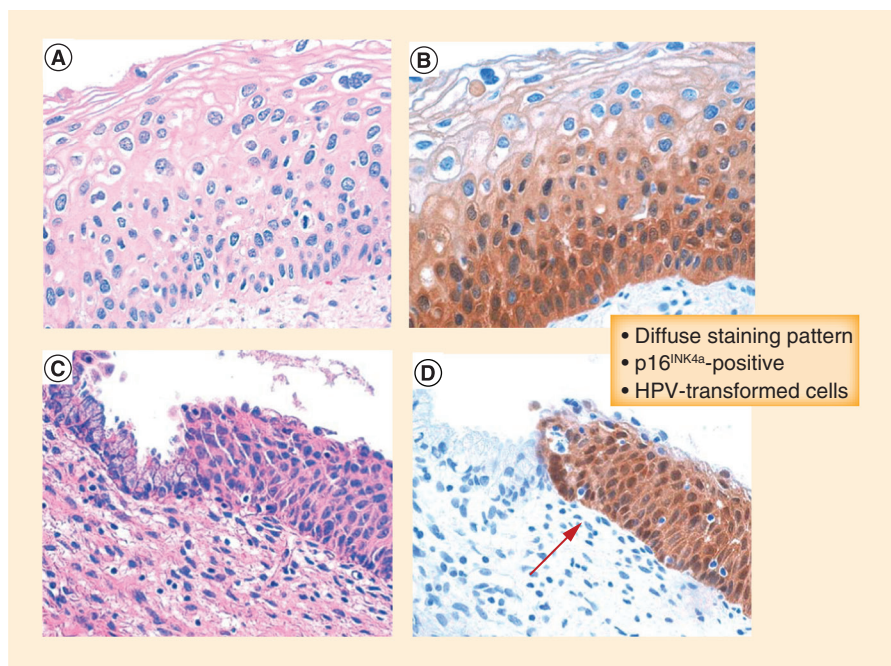 A
B
• Diffuse staining pattern
• p16INK4a-positive
• HPV-transformed cells
C
D